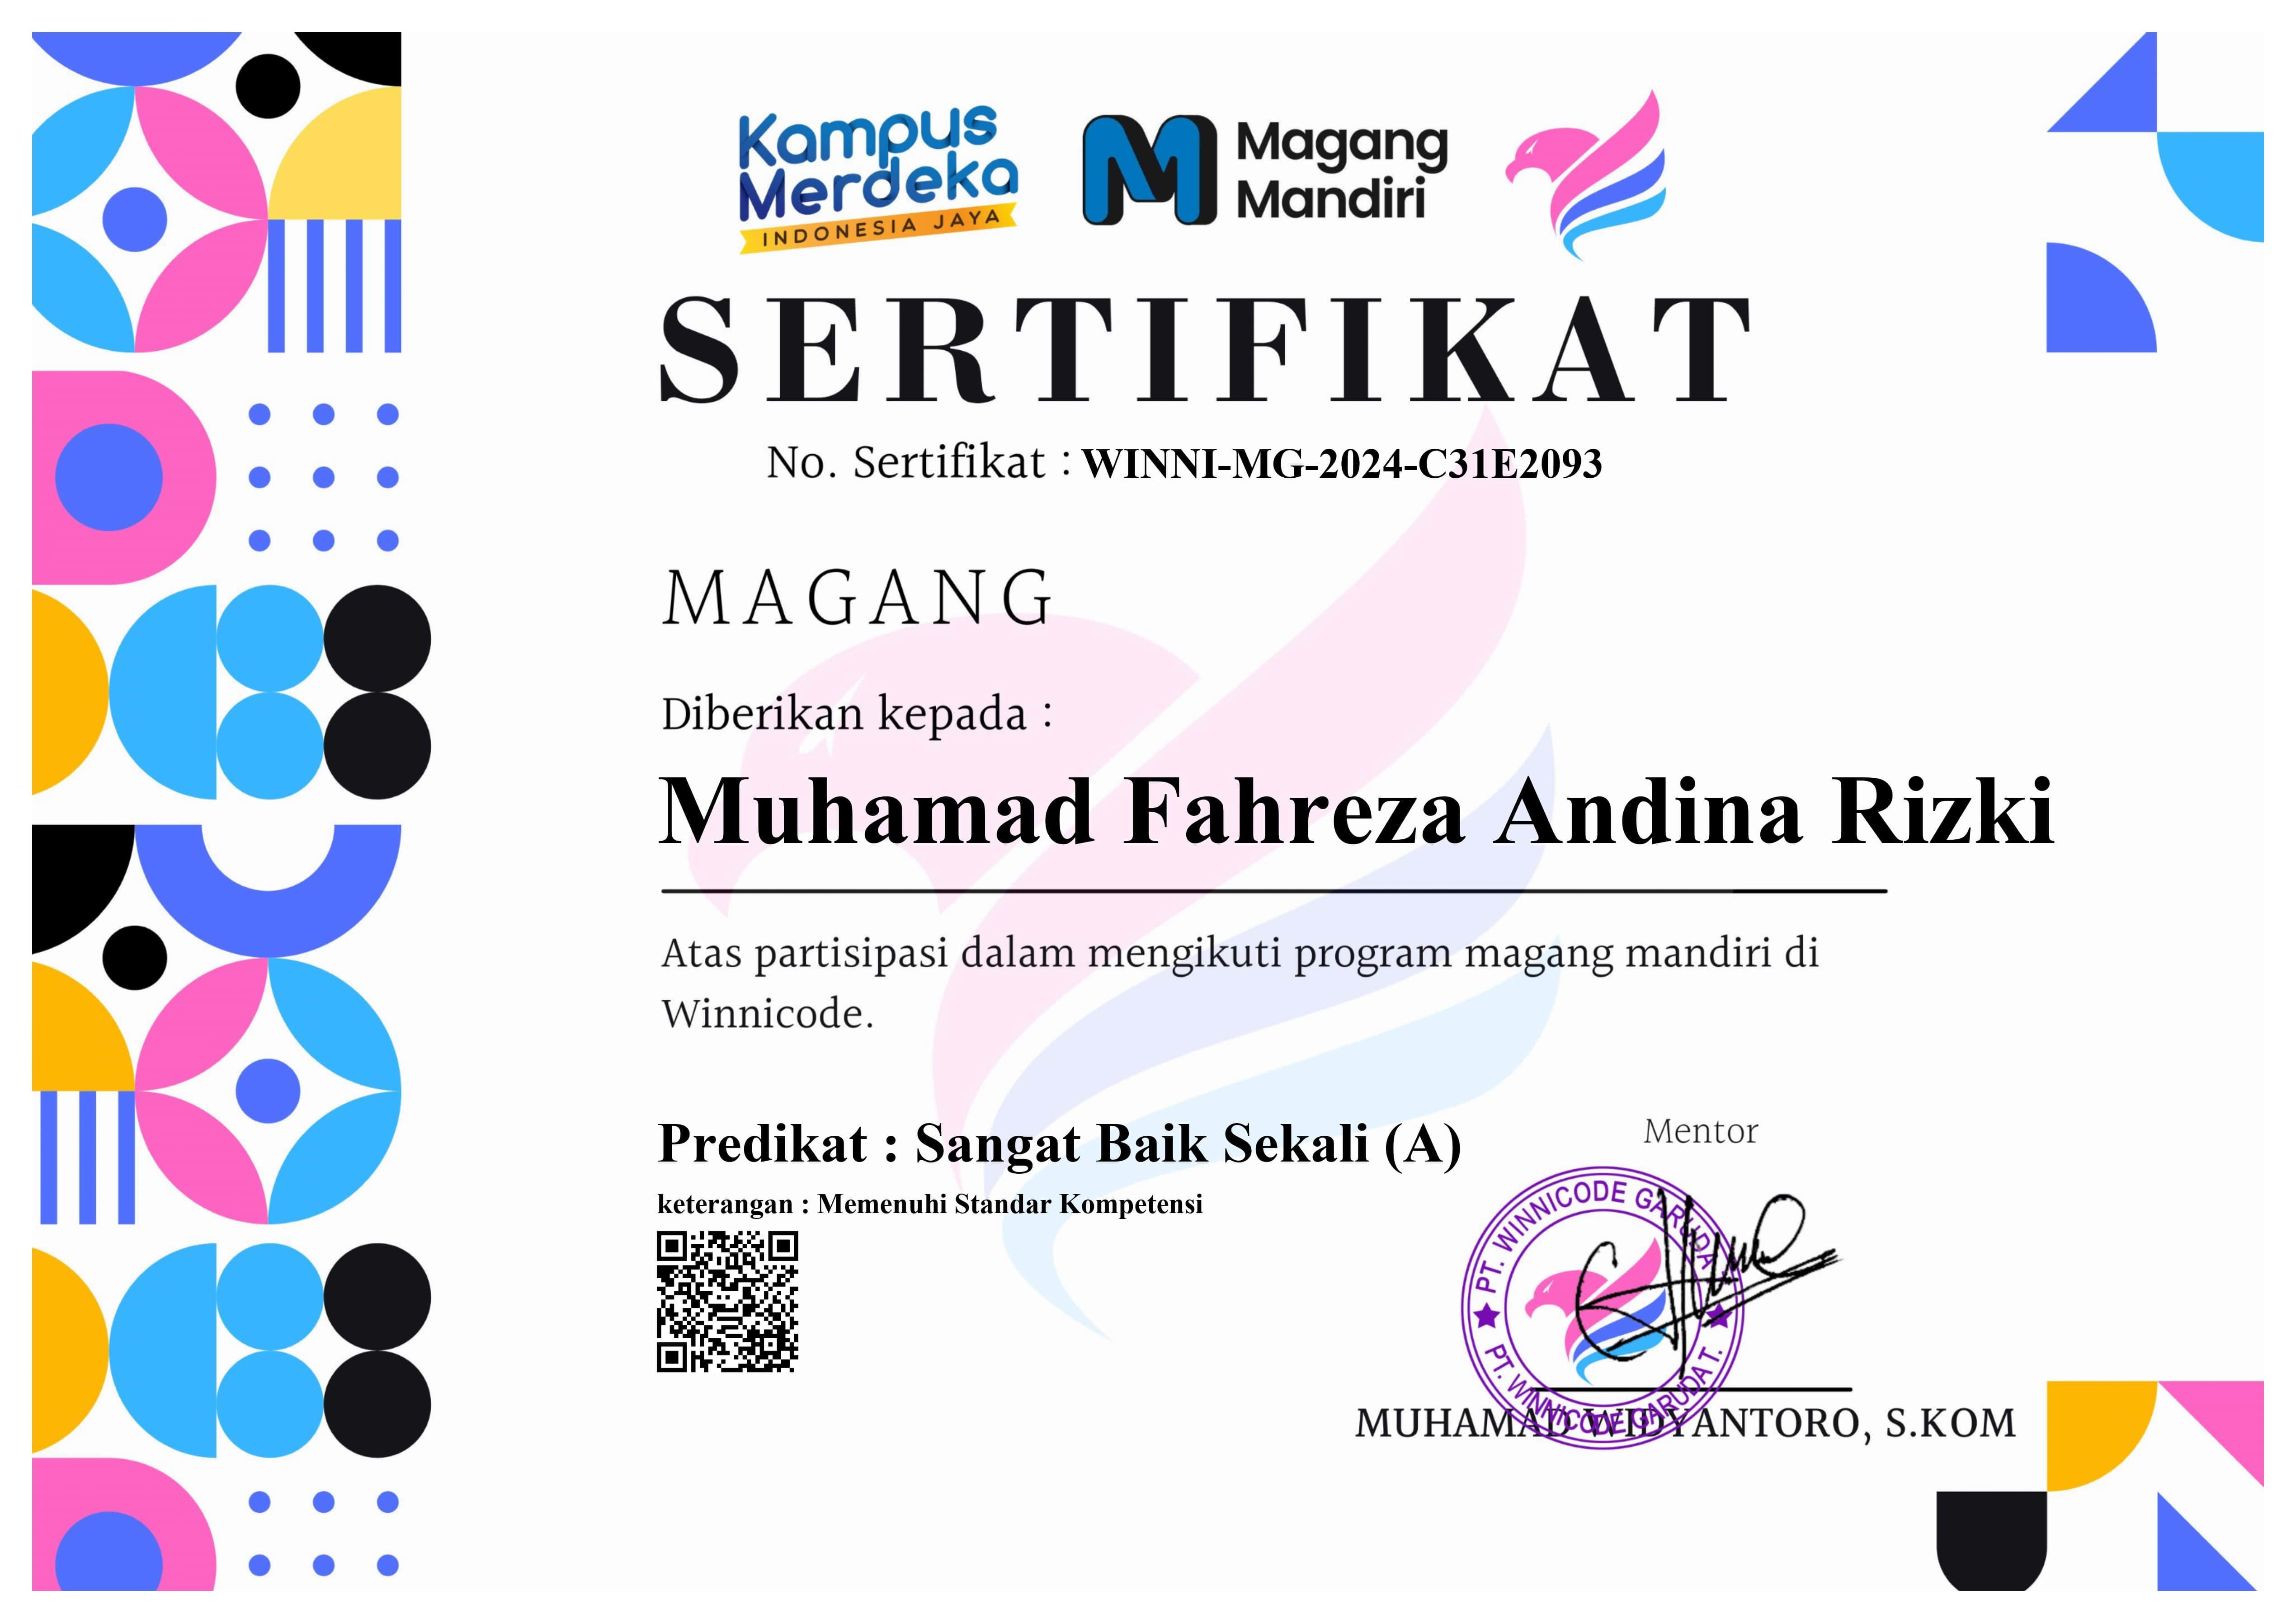 Kampus
Merdeka
INDONESIA JAYA
Magang
Mandiri
SERTIFIKAT
No. Sertifikat : WINNI-MG-2024-C31E2093
MAGANG
Diberikan kepada :
Muhamad Fahreza Andina Rizki
Atas partisipasi dalam mengikuti program magang mandiri di
Winnicode.
Predikat : Sangat Baik Sekali (A)
keterangan : Memenuhi Standar Kompetensi
Mentor
PT. WINNICODE GARUDA
PT. WINNICODE GARUDA T.
MUHAMAD WIDYANTORO, S.KOM